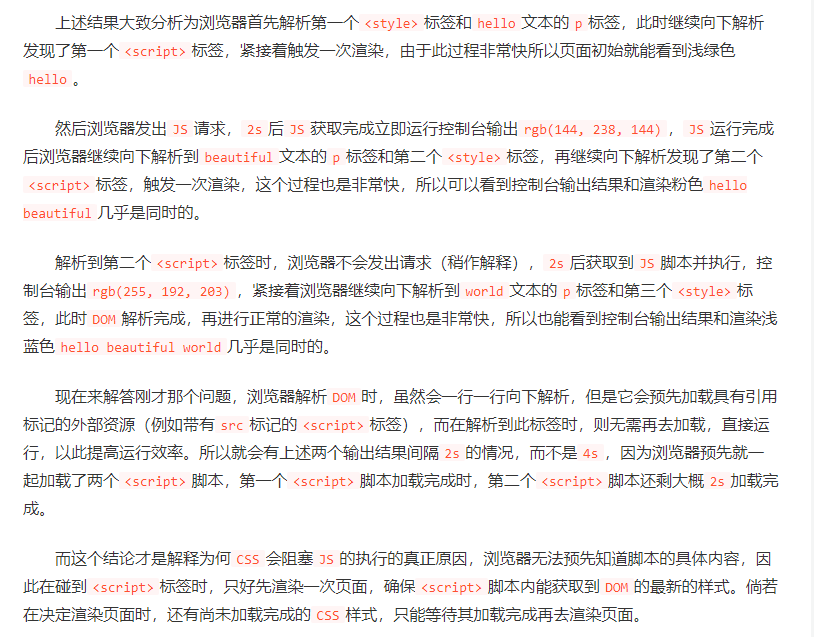 上述结果大致分析为浏览器首先解析第一个 <style> 标签和 hello 文本的 p 标签，此时继续向下解析
发现了第一个 <script> 标签，紧接着触发一次渲染，由于此过程非常快所以页面初始就能看到浅绿色
hello 。
然后浏览器发出 JS 请求， 2s 后 JS 获取完成立即运行控制台输出 rgb(144, 238, 144) ， JS 运行完成
后浏览器继续向下解析到 beautiful 文本的 p 标签和第二个 <style> 标签，再继续向下解析发现了第二个
<script> 标签，触发一次渲染，这个过程也是非常快，所以可以看到控制台输出结果和渲染粉色 hello
beautiful 几乎是同时的。
解析到第二个 <script> 标签时，浏览器不会发出请求（稍作解释）， 2s 后获取到 JS 脚本并执行，控
制台输出 rgb(255, 192, 203) ，紧接着浏览器继续向下解析到 world 文本的 p 标签和第三个 <style> 标
签，此时 DOM 解析完成，再进行正常的渲染，这个过程也是非常快，所以也能看到控制台输出结果和渲染浅
蓝色 hello beautiful world 几乎是同时的。
现在来解答刚才那个问题，浏览器解析 DOM 时，虽然会一行一行向下解析，但是它会预先加载具有引用
标记的外部资源（例如带有 src 标记的 <script> 标签），而在解析到此标签时，则无需再去加载，直接运
行，以此提高运行效率。所以就会有上述两个输出结果间隔 2s 的情况，而不是 4s ，因为浏览器预先就一
起加载了两个 <script> 脚本，第一个 <script> 脚本加载完成时，第二个 <script> 脚本还剩大概 2s 加载完
成。
而这个结论才是解释为何 CSS 会阻塞 JS 的执行的真正原因，浏览器无法预先知道脚本的具体内容，因
此在碰到 <script> 标签时，只好先渲染一次页面，确保 <script> 脚本内能获取到 DOM 的最新的样式。倘若
在决定渲染页面时，还有尚未加载完成的 CSS 样式，只能等待其加载完成再去渲染页面。